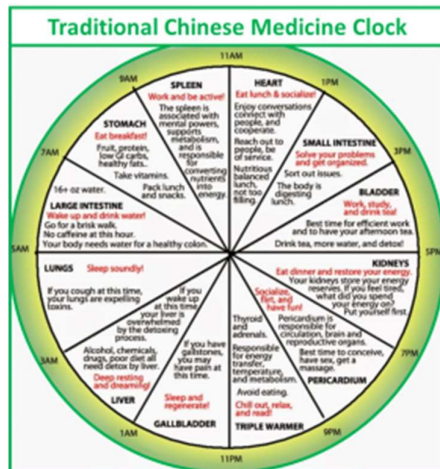 Traditional Chinese Medicine Clock
11AM
HEART
Eat lunch & socialize!
Enjoy conversations
connect with
people, and
cooperate.
Reach out to
people, be
of service.
Nutritious
balanced
lunch,
not too
filling.
1PM
SMALL INTESTINE
Solve your problems
and get organized.
Sort out issues.
The body is
digesting
lunch.
3PM
BLADDER
Work, study,
and drink tea!
Best time for efficient work
and to have your afternoon tea.
Drink tea, more water, and detox!
5PM
KIDNEYS
Eat dinner and restore your energy.
Your kidneys store your energy
reserves. If you feel tired,
what did you spend
your energy on?
Put yourself first.
7PM
Socialize,
flirt, and
have fun!
Pericardium is
responsible for
circulation, brain and
reproductive organs.
Best time to conceive,
have sex, get a
massage.
PERICARDIUM
9PM
Thyroid
and
adrenals.
Responsible
for energy
transfer,
temperature,
and metabolism.
Avoid eating.
Chill out, relax,
and read!
TRIPLE WARMER
11PM
If you have
gallstones,
you may
have pain at
this time.
Sleep and
regenerate!
GALLBLADDER
1AM
If you
wake up
at this time,
your liver is
overwhelmed
by the detoxing
process.
Alcohol, chemicals,
drugs, poor diet all
need detox by liver.
Deep resting
and dreaming!
LIVER
3AM
LUNGS
Sleep soundly!
If you cough at this time,
your lungs are expelling
toxins.
5AM
16+ oz water.
LARGE INTESTINE
Wake up and drink water!
Go for a brisk walk.
No caffeine at this hour.
Your body needs water for a healthy colon.
7AM
STOMACH
Eat breakfast!
Fruit, protein,
low GI carbs,
healthy fats..
Take vitamins.
Pack lunch
and snacks.
9AM
SPLEEN
Work and be active!
The spleen is
associated with
mental powers,
supports
metabolism,
and is
responsible
for
converting
nutrients
into
energy.